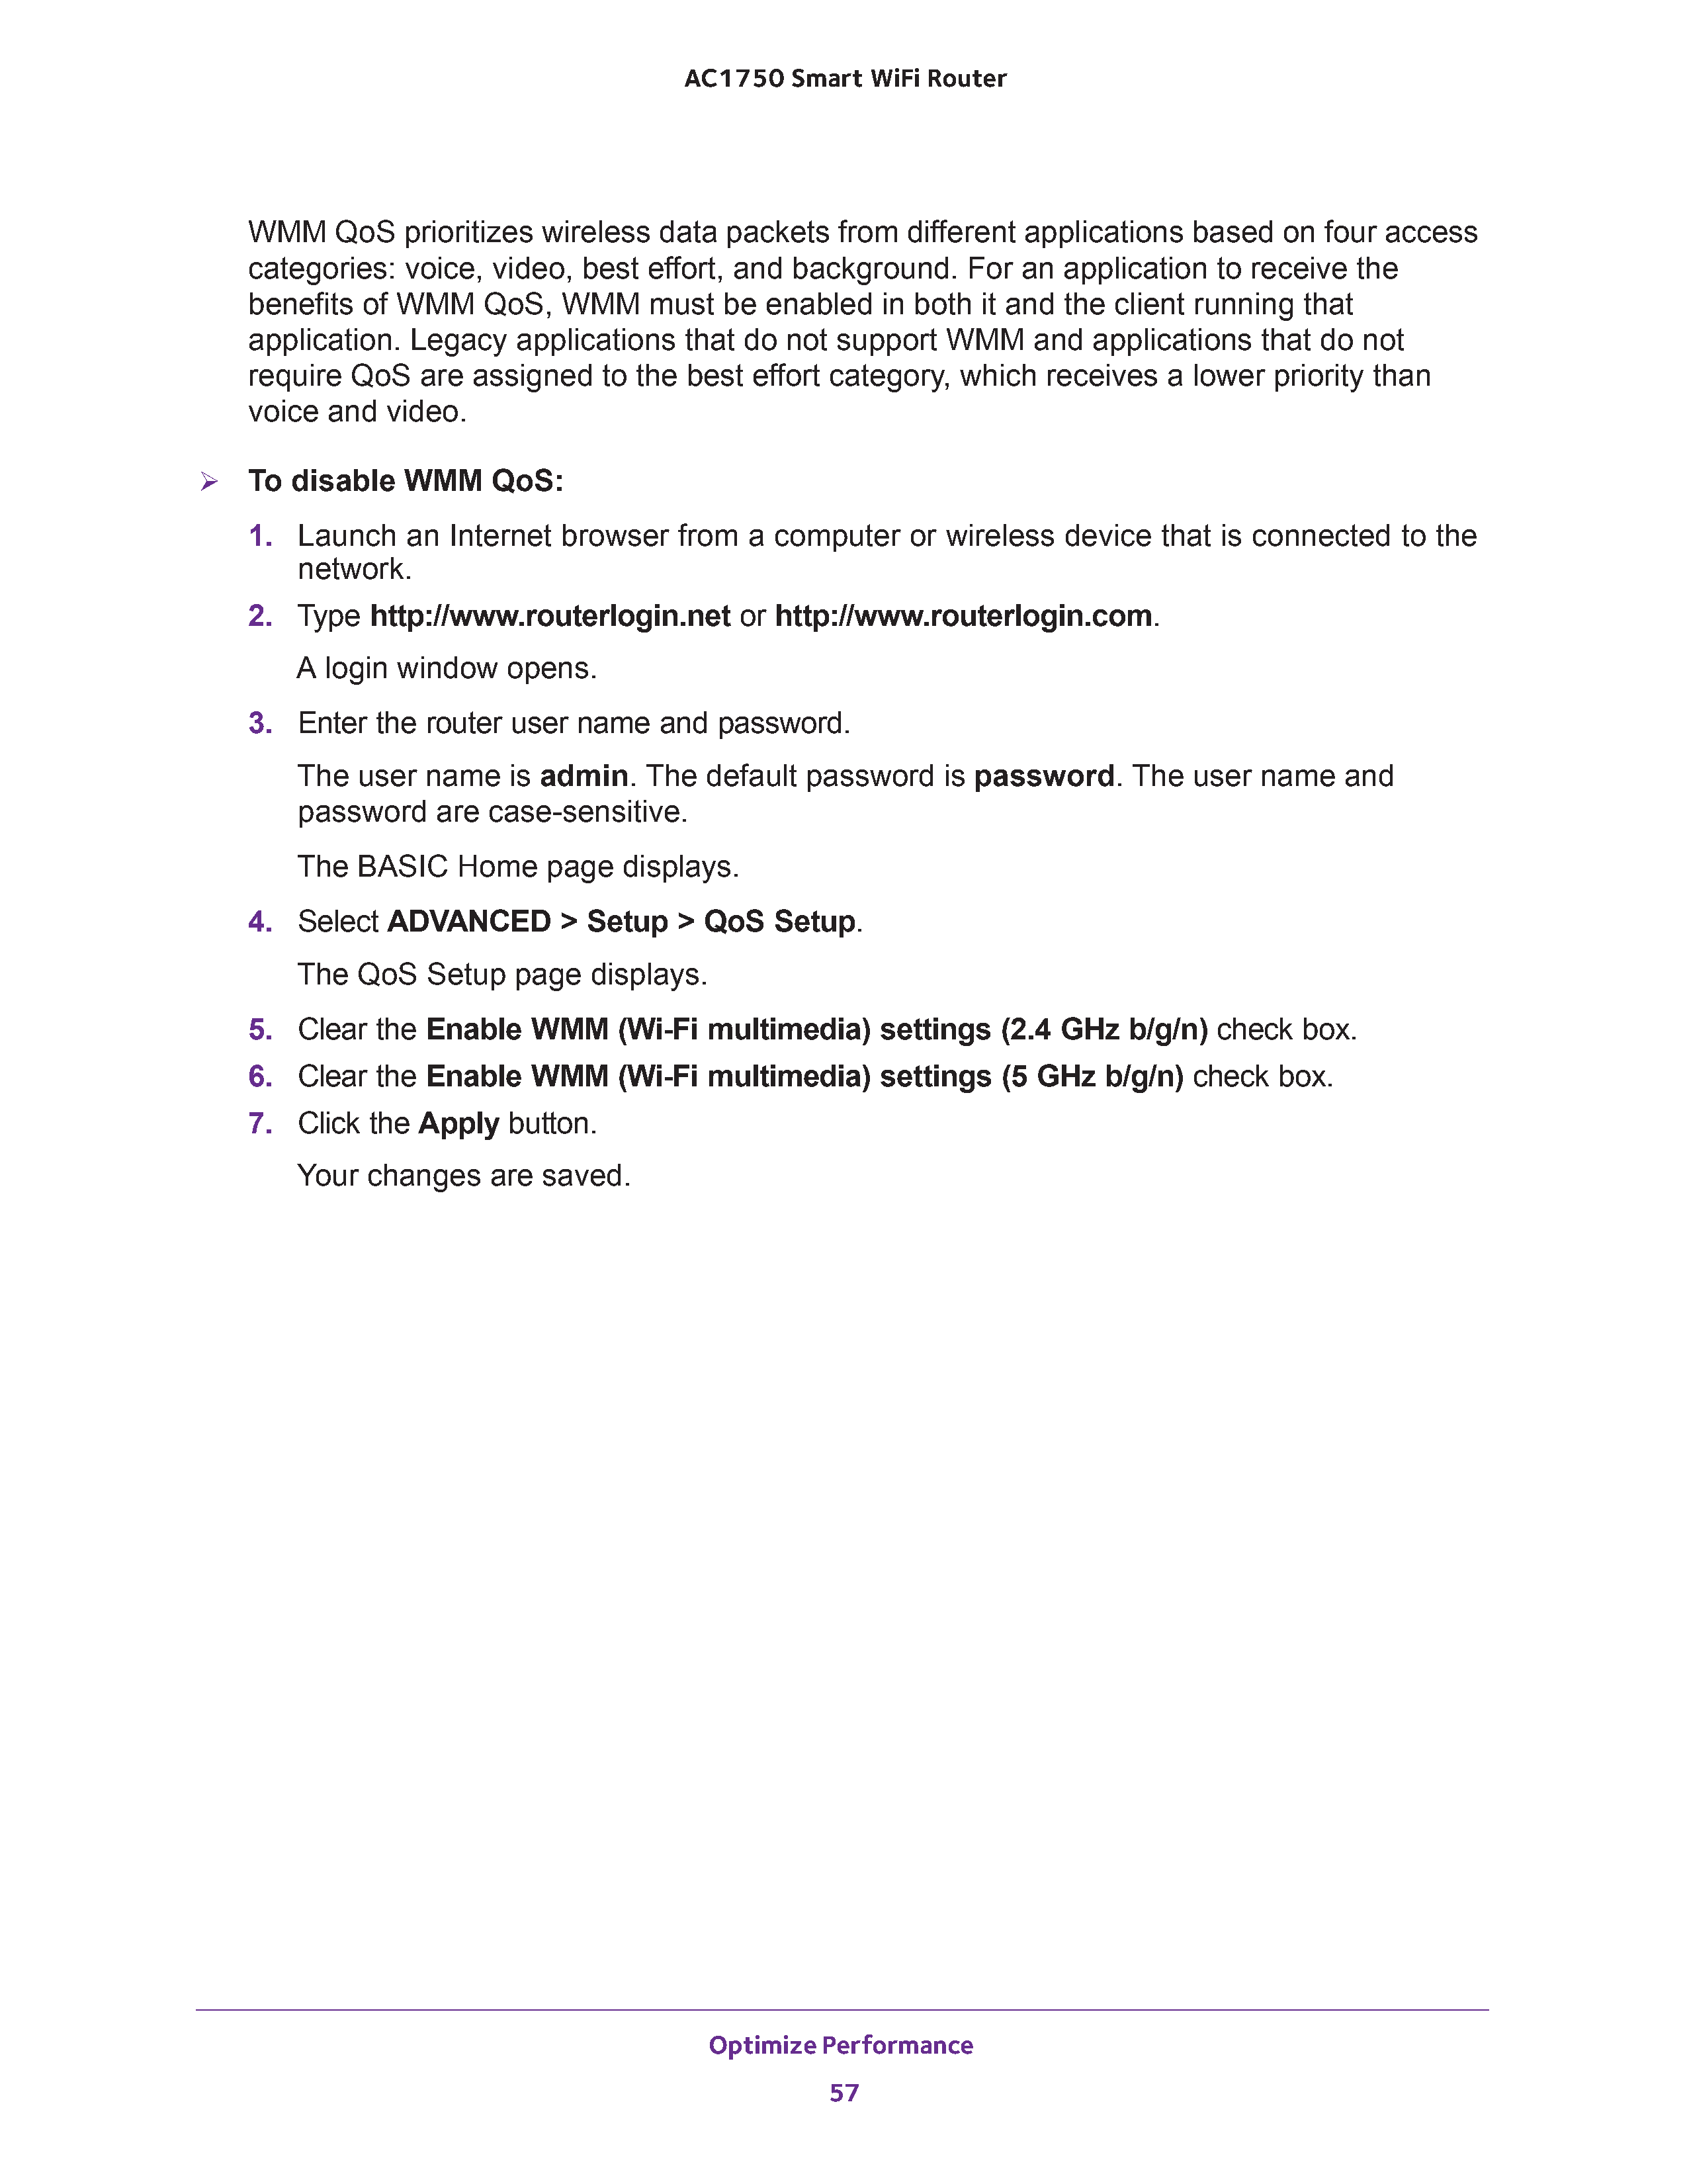 AC1750 Smart WiFi Router
WMM QoS prioritizes wireless data packets from different applications based on four access
categories: voice, video, best effort, and background. For an application to receive the
benefits of WMM QoS, WMM must be enabled in both it and the client running that
application. Legacy applications that do not support WMM and applications that do not
require QoS are assigned to the best effort category, which receives a lower priority than
voice and video.
➢ To disable WMM QoS:
1. Launch an Internet browser from a computer or wireless device that is connected to the
network.
2. Type http://www.routerlogin.net or http://www.routerlogin.com.
A login window opens.
3. Enter the router user name and password.
The user name is admin. The default password is password. The user name and
password are case-sensitive.
The BASIC Home page displays.
4. Select ADVANCED > Setup > QoS Setup.
The QoS Setup page displays.
5. Clear the Enable WMM (Wi-Fi multimedia) settings (2.4 GHz b/g/n) check box.
6. Clear the Enable WMM (Wi-Fi multimedia) settings (5 GHz b/g/n) check box.
7. Click the Apply button.
Your changes are saved.
Optimize Performance
57